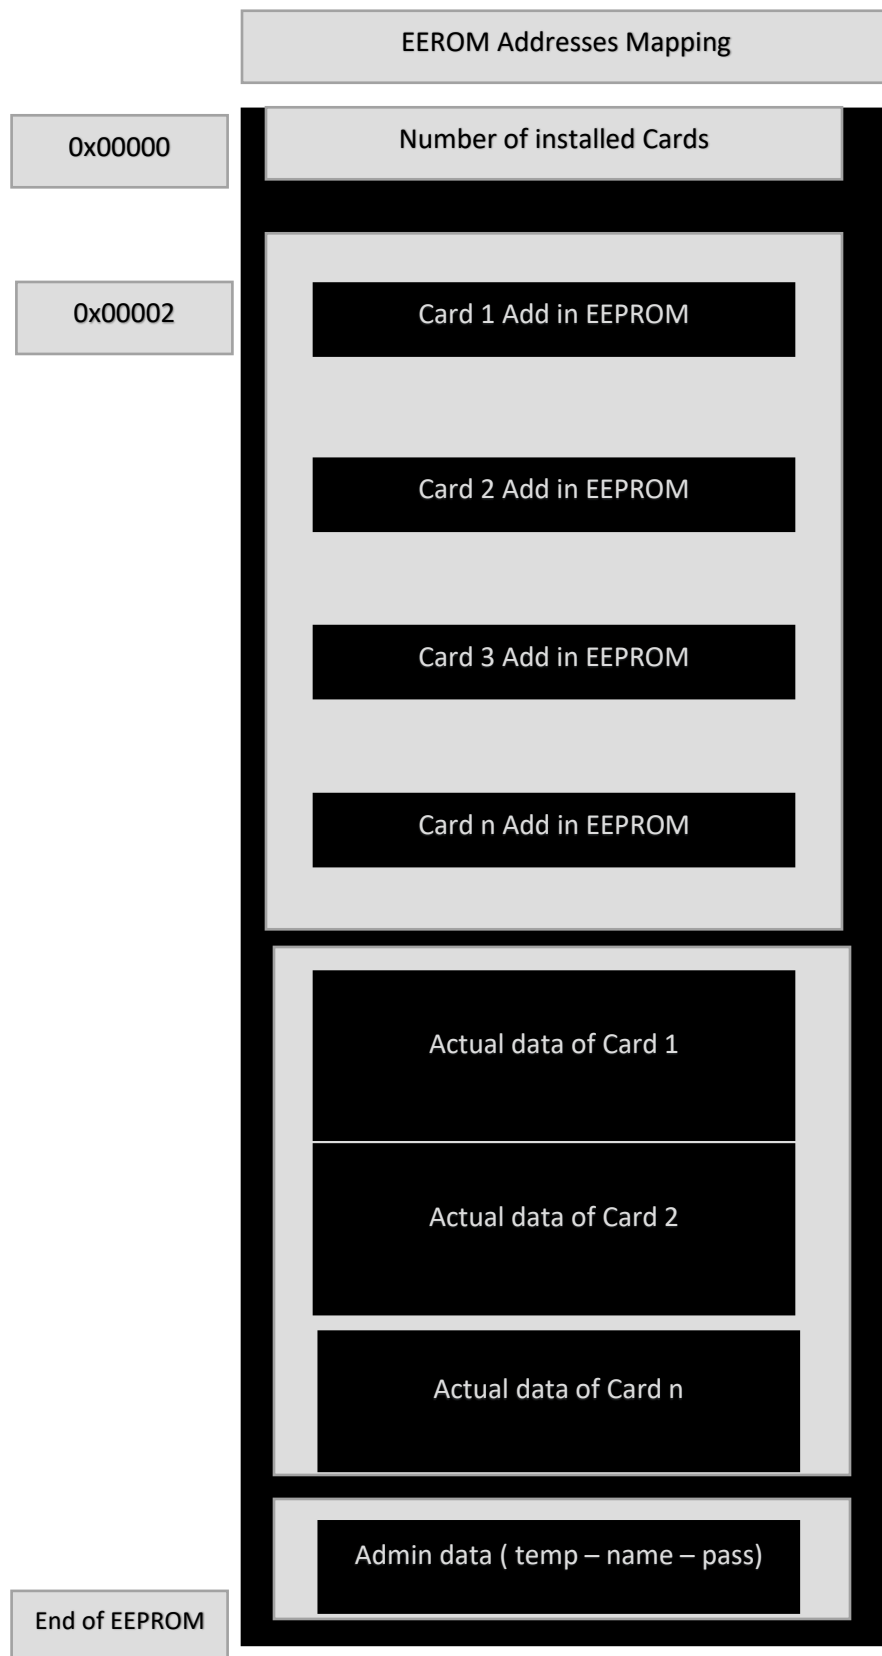 EEROM Addresses Mapping
0x00000
Number of installed Cards
0x00002
Card 1 Add in EEPROM
Card 2 Add in EEPROM
Card 3 Add in EEPROM
Card n Add in EEPROM
Actual data of Card 1
Actual data of Card 2
Actual data of Card n
Admin data ( temp – name – pass)
End of EEPROM